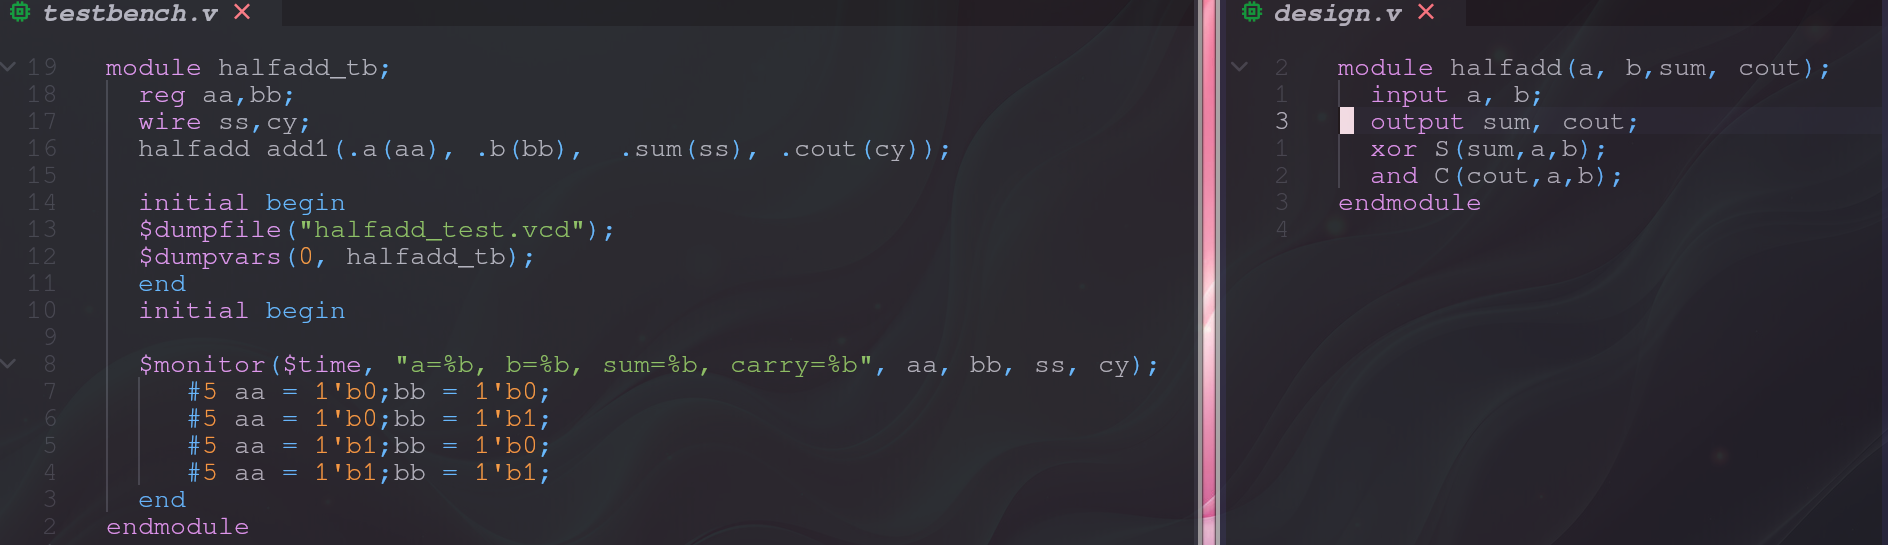 testbench.v ✕
19 module halfadd_tb;
18 reg aa,bb;
17 wire ss,cy;
16 halfadd add1(.a(aa), .b(bb),  .sum(ss), .cout(cy));
15
14 initial begin
13 $dumpfile("halfadd_test.vcd");
12 $dumpvars(0, halfadd_tb);
11 end
10 initial begin
9
8 $monitor($time, "a=%b, b=%b, sum=%b, carry=%b", aa, bb, ss, cy);
7 #5 aa = 1'b0;bb = 1'b0;
6 #5 aa = 1'b0;bb = 1'b1;
5 #5 aa = 1'b1;bb = 1'b0;
4 #5 aa = 1'b1;bb = 1'b1;
3 end
2 endmodule
design.v ✕
2 module halfadd(a, b,sum, cout);
1 input a, b;
3 output sum, cout;
1 xor S(sum,a,b);
2 and C(cout,a,b);
3 endmodule
4